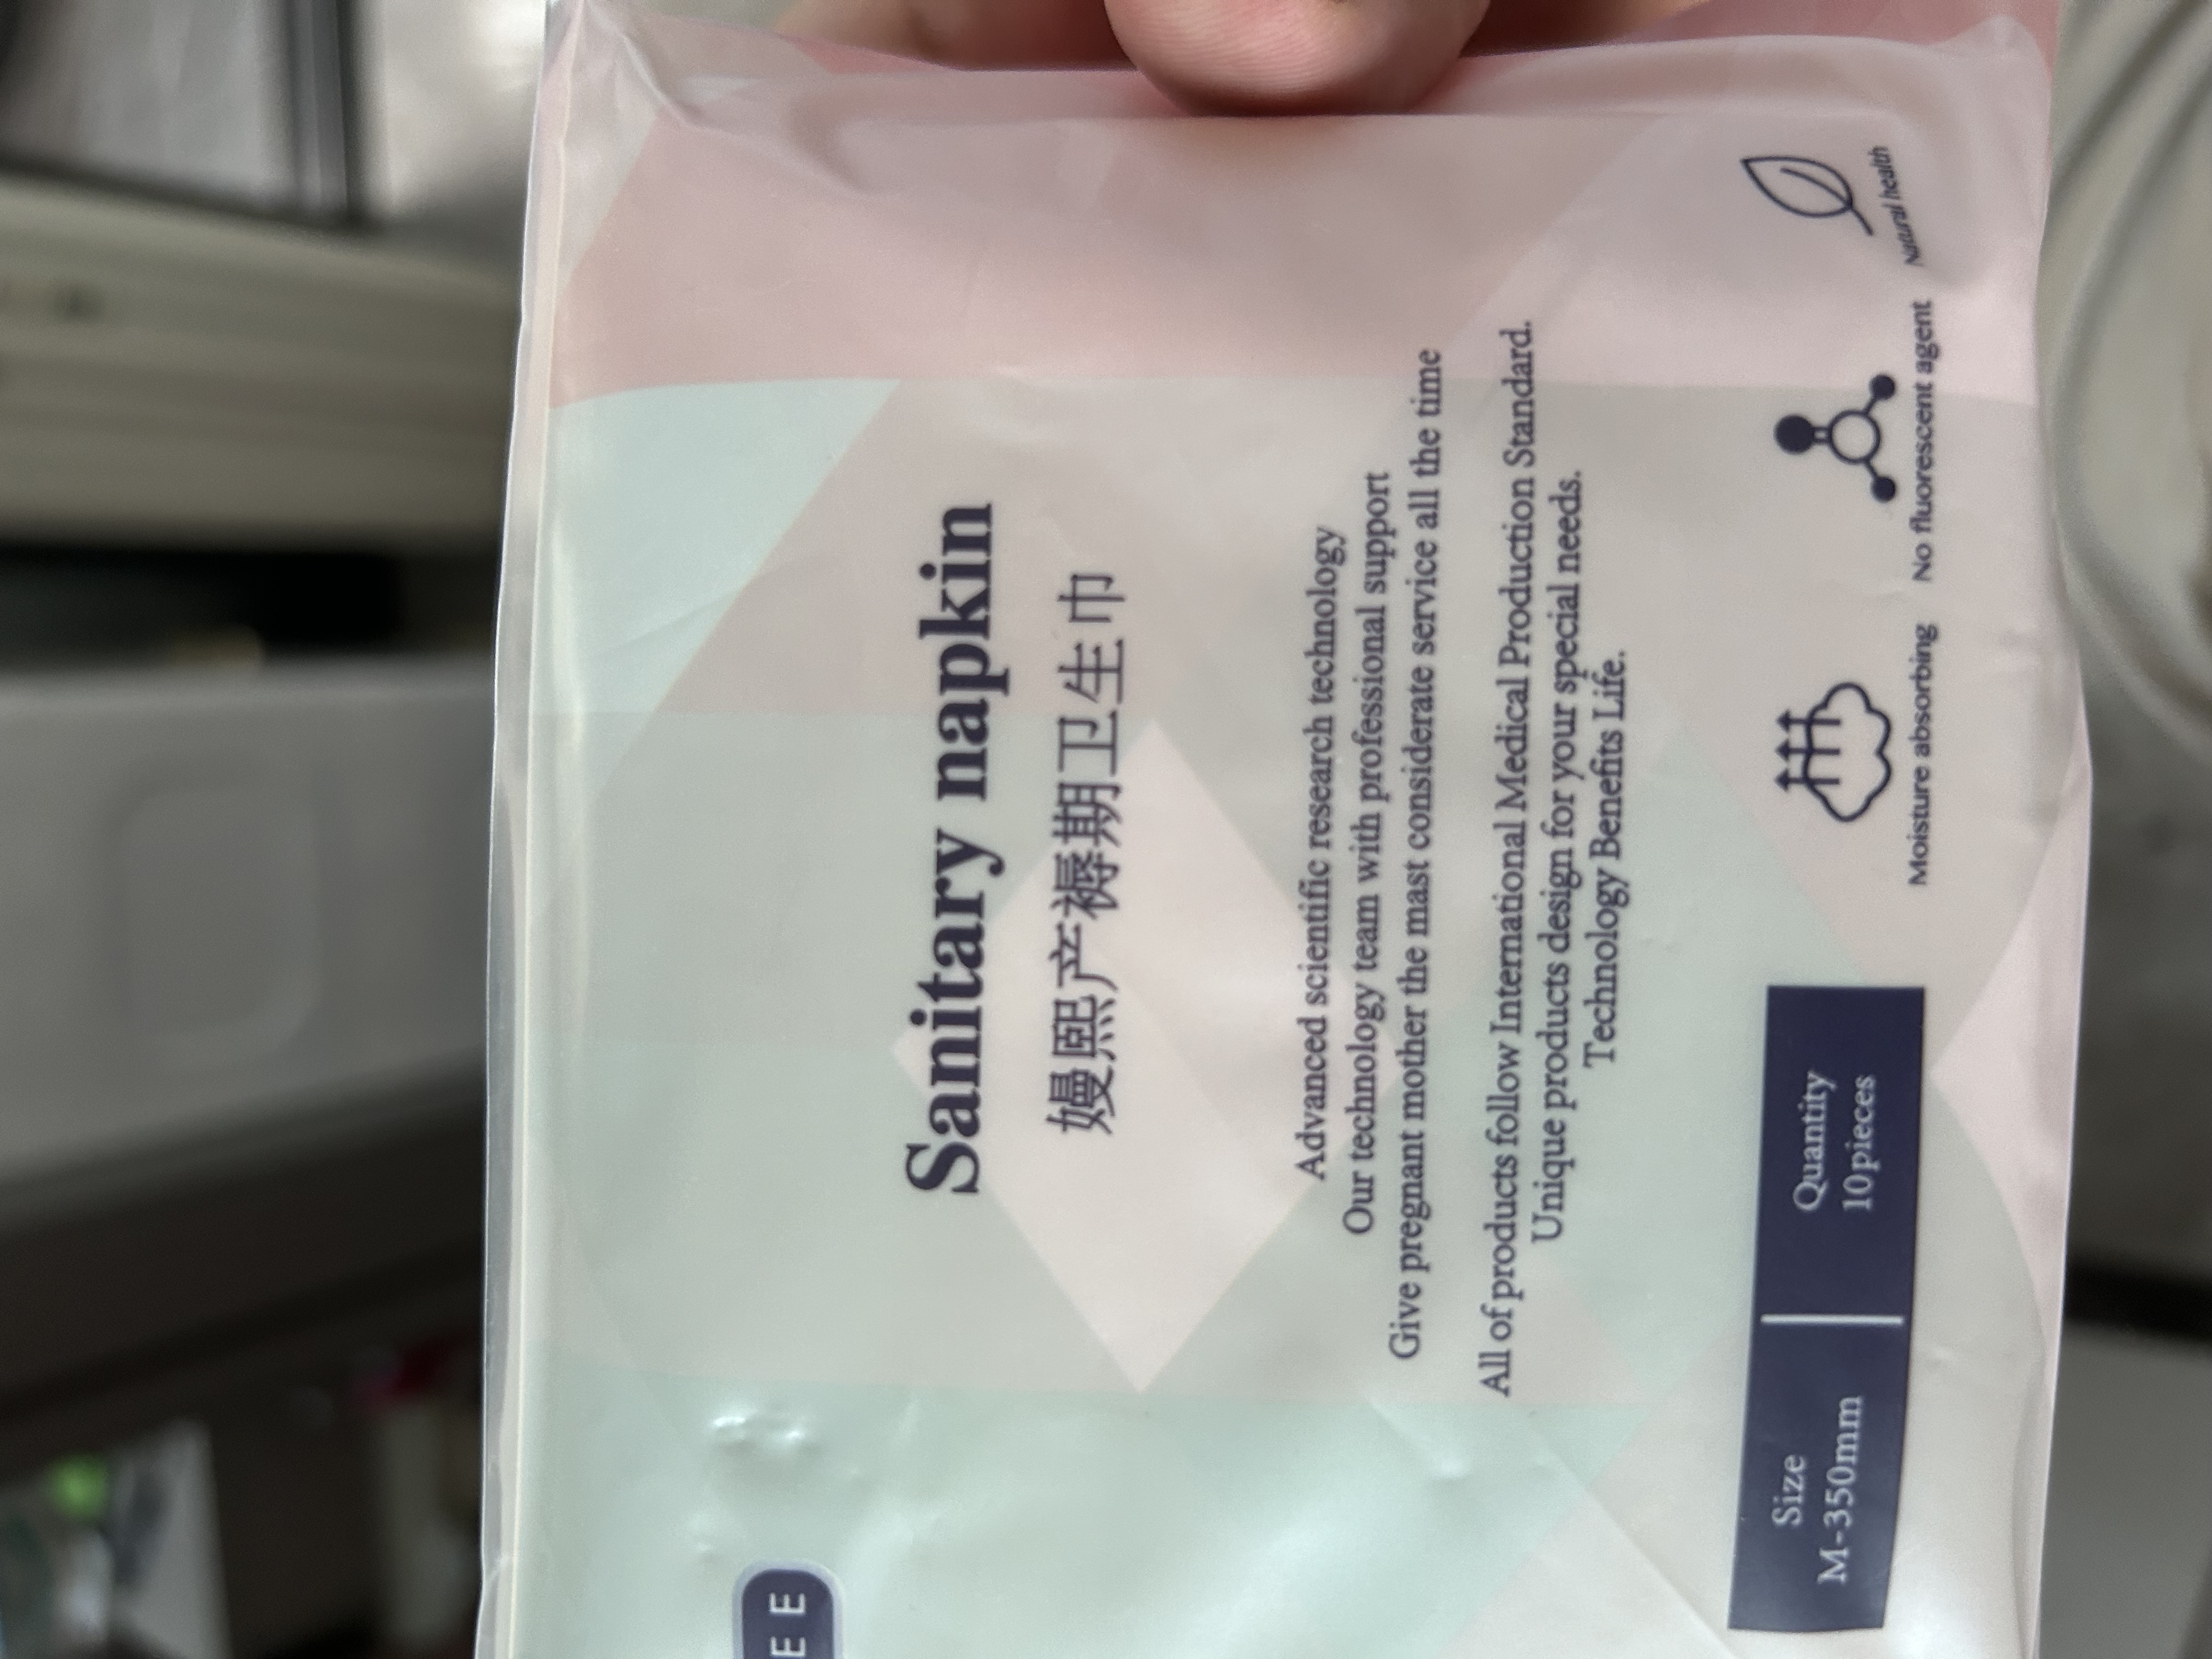 EE
Sanitary napkin
嫚熙产褥期卫生巾
Advanced scientific research technology
Our technology team with professional support
Give pregnant mother the mast considerate service all the time
All of products follow International Medical Production Standard.
Unique products design for your special needs.
Technology Benefits Life.
Size
M-350mm
Quantity
10pieces
Moisture absorbing
No fluorescent agent
Natural health